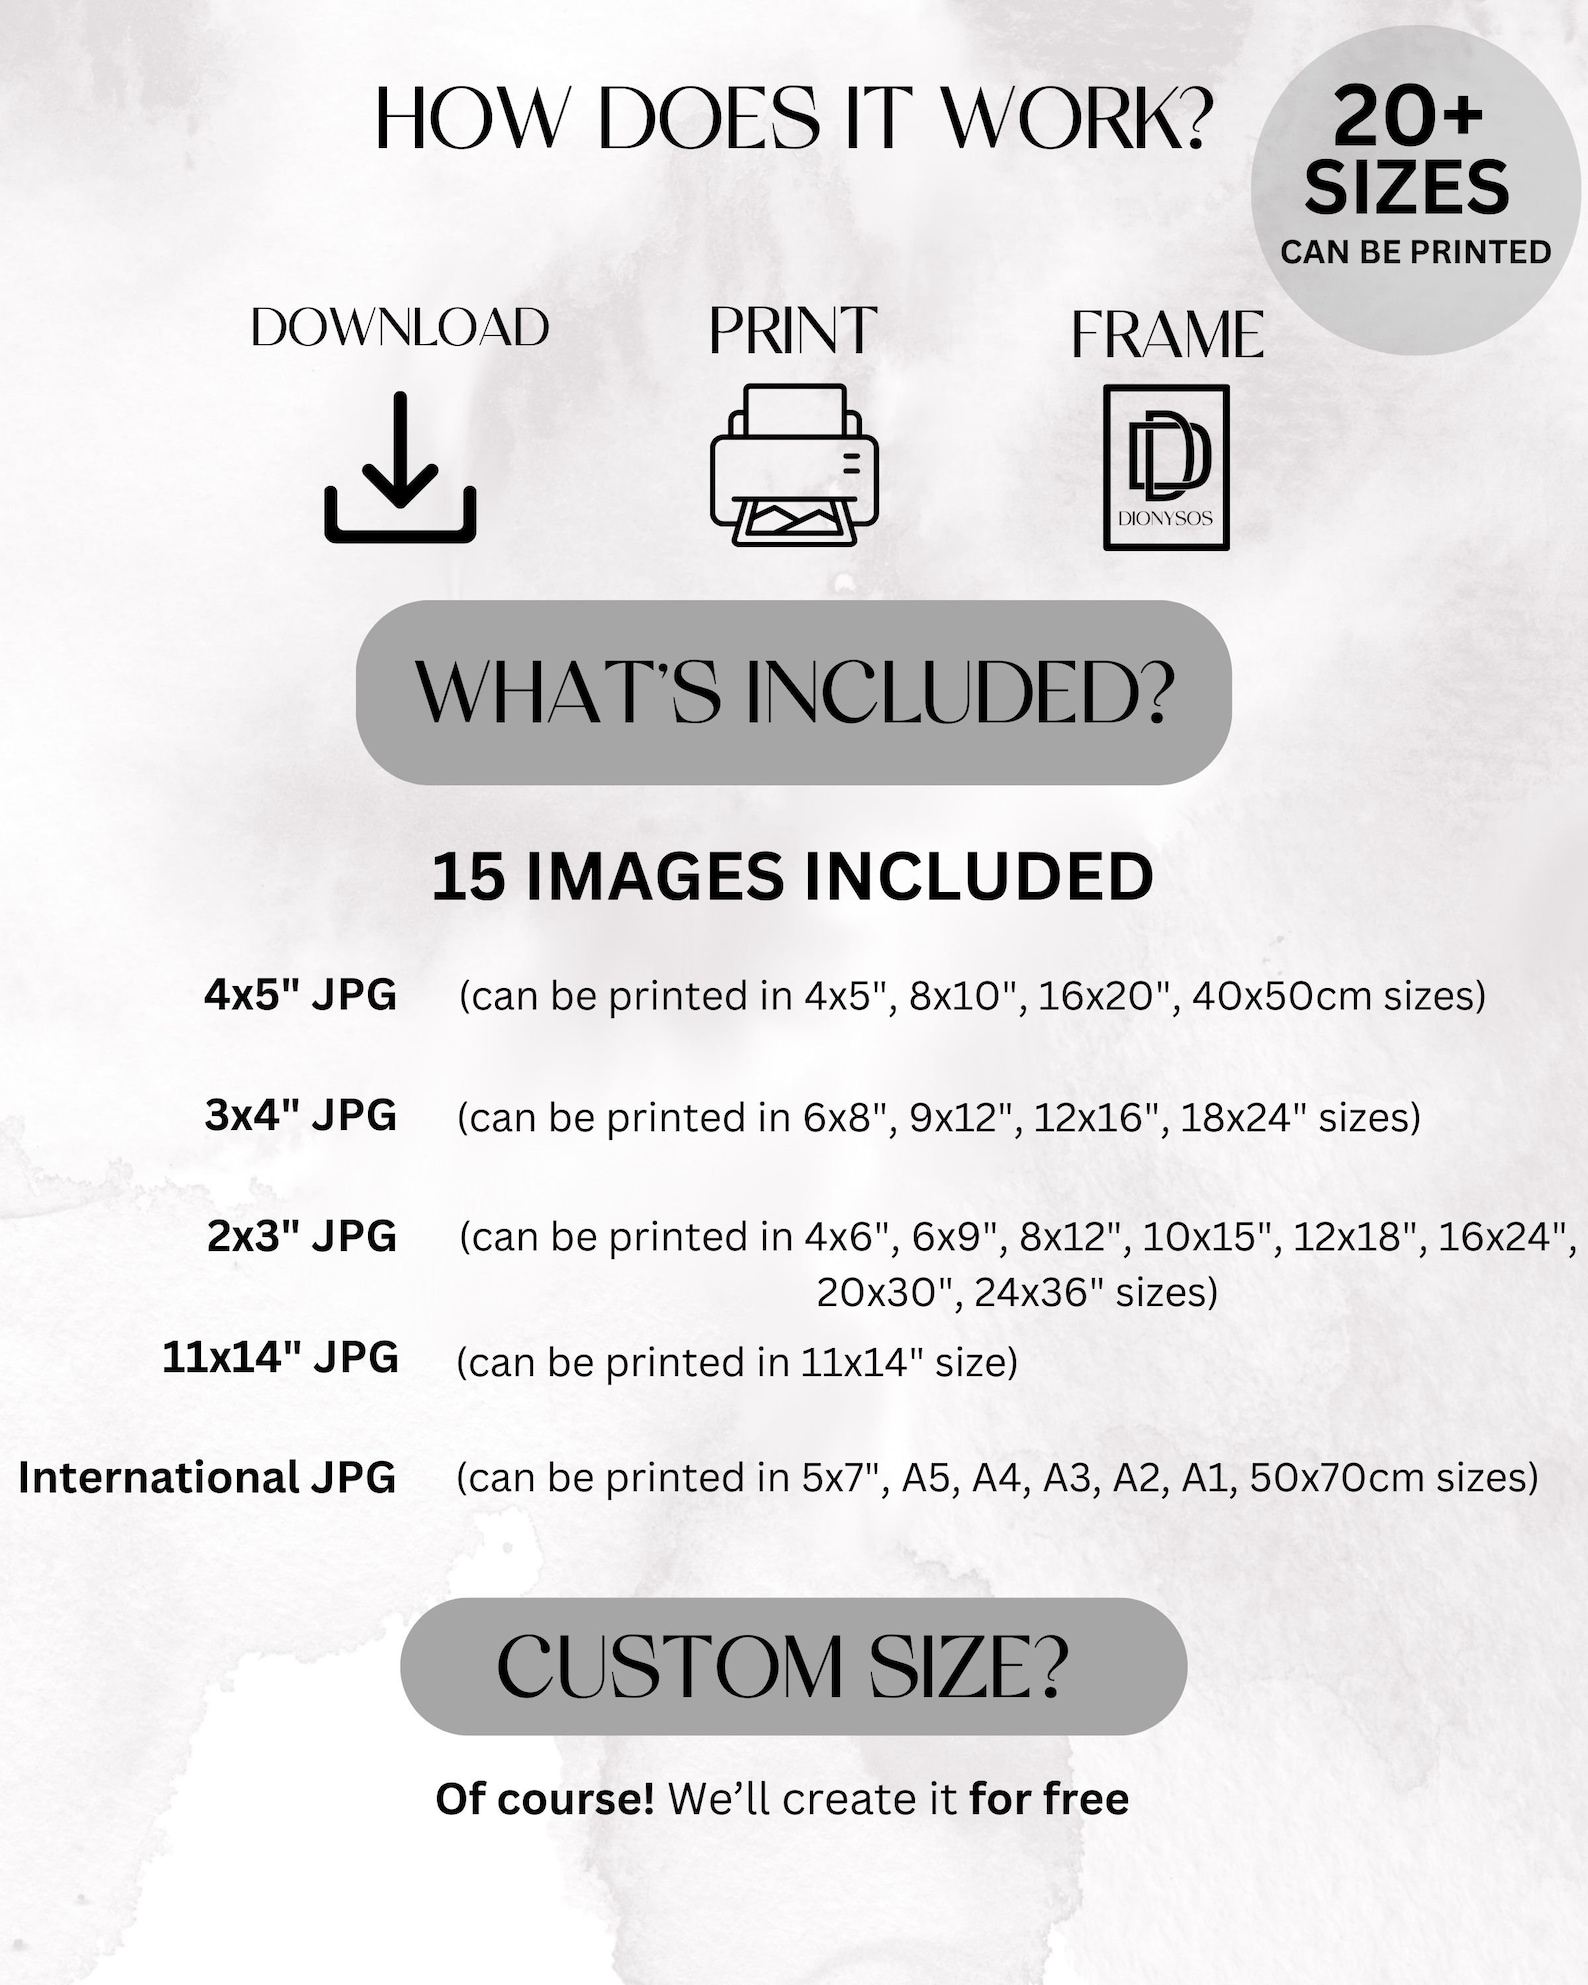 HOW DOES IT WORK?
20+
SIZES
CAN BE PRINTED
DOWNLOAD
PRINT
FRAME
DD
DIONYSOS
WHAT’S INCLUDED?
15 IMAGES INCLUDED
4x5" JPG (can be printed in 4x5", 8x10", 16x20", 40x50cm sizes)
3x4" JPG (can be printed in 6x8", 9x12", 12x16", 18x24" sizes)
2x3" JPG (can be printed in 4x6", 6x9", 8x12", 10x15", 12x18", 16x24",
20x30", 24x36" sizes)
11x14" JPG (can be printed in 11x14" size)
International JPG (can be printed in 5x7", A5, A4, A3, A2, A1, 50x70cm sizes)
CUSTOM SIZE?
Of course! We’ll create it for free